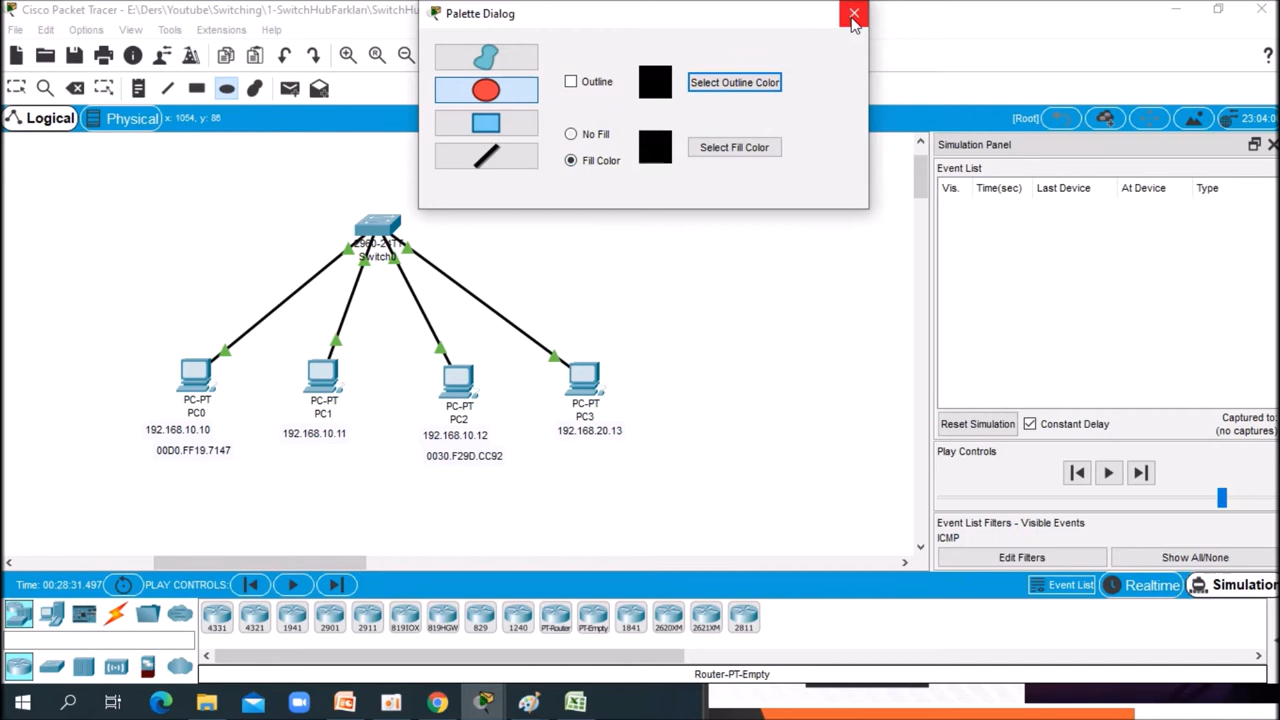 Cisco Packet Tracer - E:\Ders\Youtube\Switching\1-SwitchHubFarkları\SwitchHu
Palette Dialog
File Edit Options View Tools Extensions Help
Outline
Select Outline Color
No Fill
Fill Color
Select Fill Color
Logical
Physical
x: 1054, y: 86
[Root]
23:04:0
Simulation Panel
Event List
Vis. Time(sec) Last Device At Device Type
2960-24TT
Switch0
PC-PT
PC0
192.168.10.10
00D0.FF19.7147
PC-PT
PC1
192.168.10.11
PC-PT
PC2
192.168.10.12
0030.F29D.CC92
PC-PT
PC3
192.168.20.13
Reset Simulation
Constant Delay
Captured to:
(no captures)
Play Controls
Event List Filters - Visible Events
ICMP
Edit Filters
Show All/None
Time: 00:28:31.497
PLAY CONTROLS:
Event List
Realtime
Simulation
4331 4321 1941 2901 2911 819IOX 819HGW 829 1240 PT-Router PT-Empty 1841 2620XM 2621XM 2811
Router-PT-Empty